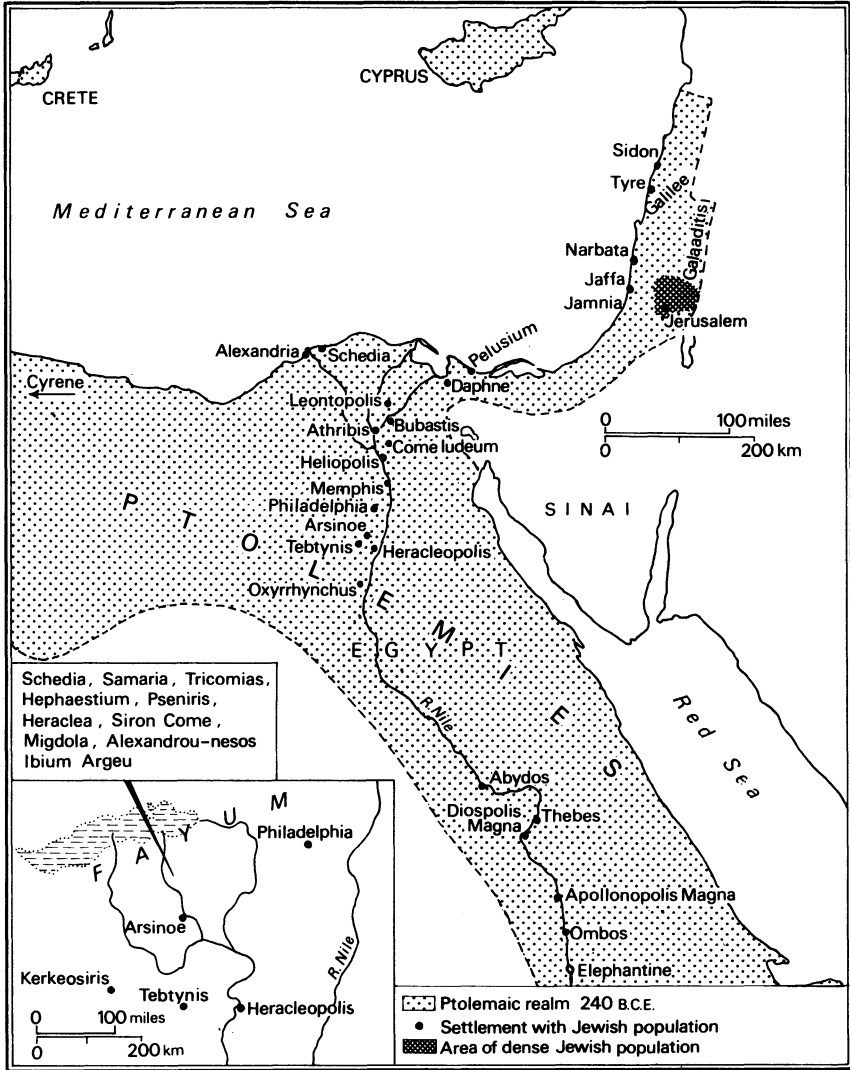 CRETE
CYPRUS
Mediterranean Sea
Sidon
Tyre
Galilee
Galaaditis
Narbata
Jaffa
Jamnia
Jerusalem
Alexandria
Schedia
Pelusium
Daphne
Cyrene
Leontopolis
Bubastis
Athribis
Come Iudeum
Heliopolis
Memphis
Philadelphia
Arsinoe
Tebtynis
Heracleopolis
Oxyrrhynchus
0 100 miles
0 200 km
SINAI
PTOLEMIES
EGYPT
R. Nile
Red Sea
Abydos
Diospolis
Magna
Thebes
Apollonopolis Magna
Ombos
Elephantine
Schedia, Samaria, Tricomias,
Hephaestium, Pseniris,
Heraclea, Siron Come,
Migdola, Alexandrou-nesos
Ibium Argeu
FAYUM
Philadelphia
Arsinoe
R. Nile
Kerkeosiris
Tebtynis
Heracleopolis
0 100 miles
0 200 km
Ptolemaic realm 240 B.C.E.
Settlement with Jewish population
Area of dense Jewish population